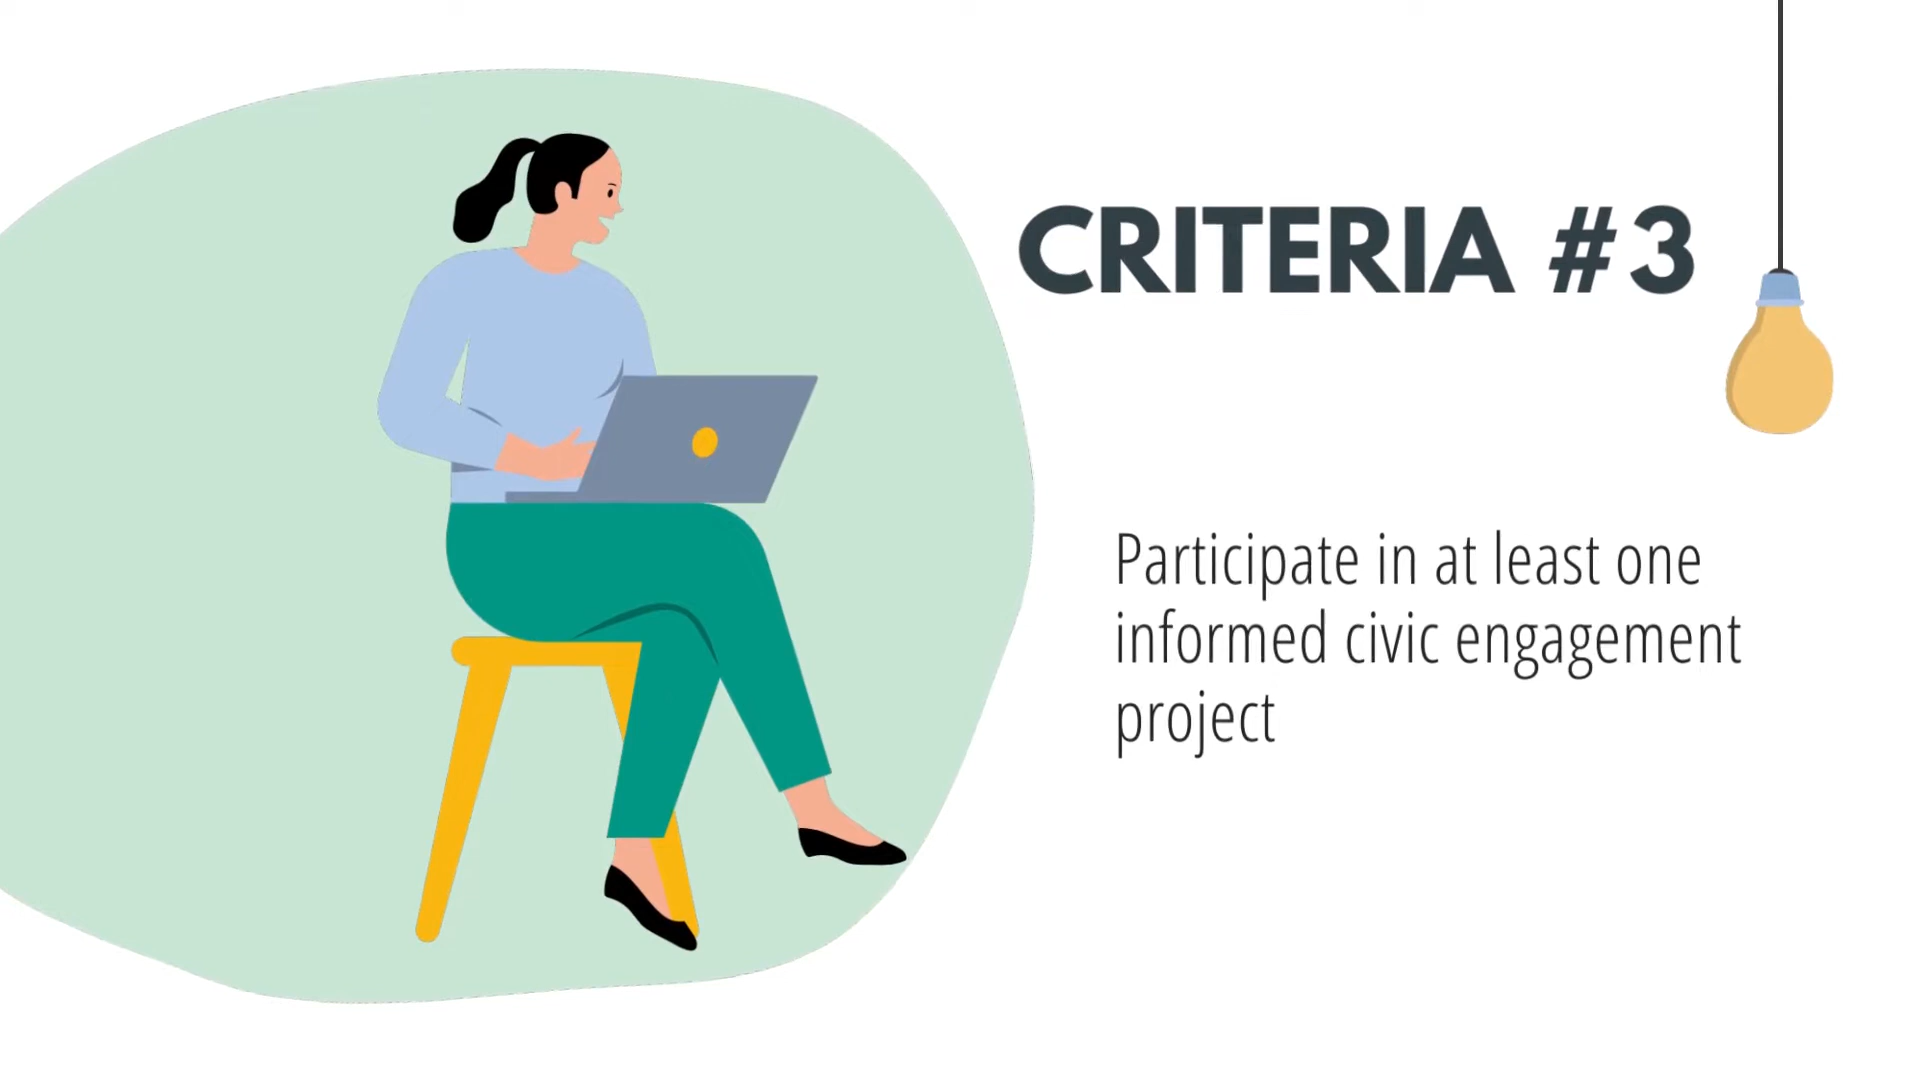 CRITERIA #3
Participate in at least one
informed civic engagement
project